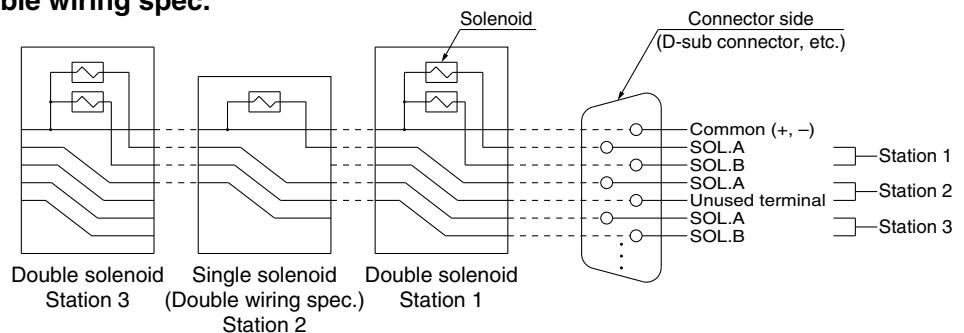 ble wiring spec.
Solenoid
Connector side
(D-sub connector, etc.)
Common (+, –)
SOL.A
SOL.B
SOL.A
Unused terminal
SOL.A
SOL.B
Station 1
Station 2
Station 3
Double solenoid
Station 3
Single solenoid
(Double wiring spec.)
Station 2
Double solenoid
Station 1